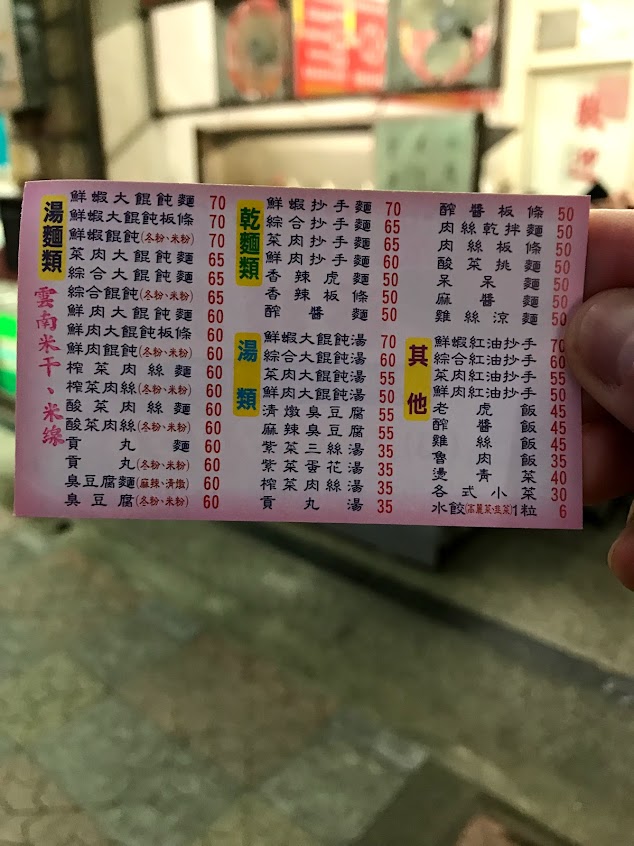 湯麵類
鮮蝦大餛飩麵 70
鮮蝦大餛飩板條 70
鮮蝦餛飩(冬粉、米粉) 70
菜肉大餛飩麵 65
綜合大餛飩麵 65
綜合餛飩(冬粉、米粉) 65
鮮肉大餛飩麵 60
鮮肉大餛飩板條 60
鮮肉餛飩(冬粉、米粉) 60
榨菜肉絲麵 60
榨菜肉絲(冬粉、米粉) 60
酸菜肉絲麵 60
酸菜肉絲(冬粉、米粉) 60
貢丸麵 60
貢丸(冬粉、米粉) 60
臭豆腐麵(麻辣、清燉) 60
臭豆腐(冬粉、米粉) 60
雲南米干、米線
乾麵類
鮮蝦抄手麵 70
綜合抄手麵 65
菜肉抄手麵 65
鮮肉抄手麵 60
香辣虎麵 50
香辣板條 50
酢醬麵 50
酢醬板條 50
肉絲乾拌麵 50
肉絲板條 50
酸菜挑麵 50
呆呆麵 50
麻醬麵 50
雞絲涼麵 50
湯類
鮮蝦大餛飩湯 70
綜合大餛飩湯 60
菜肉大餛飩湯 55
鮮肉大餛飩湯 50
清燉臭豆腐 55
麻辣臭豆腐 55
紫菜三絲湯 35
紫菜蛋花湯 35
榨菜肉絲湯 35
貢丸湯 35
其他
鮮蝦紅油抄手 70
綜合紅油抄手 60
菜肉紅油抄手 55
鮮肉紅油抄手 50
老虎飯 45
酢醬飯 45
雞絲飯 45
魯肉飯 35
燙青菜 40
各式小菜 30
水餃(高麗菜、韭菜)1粒 6